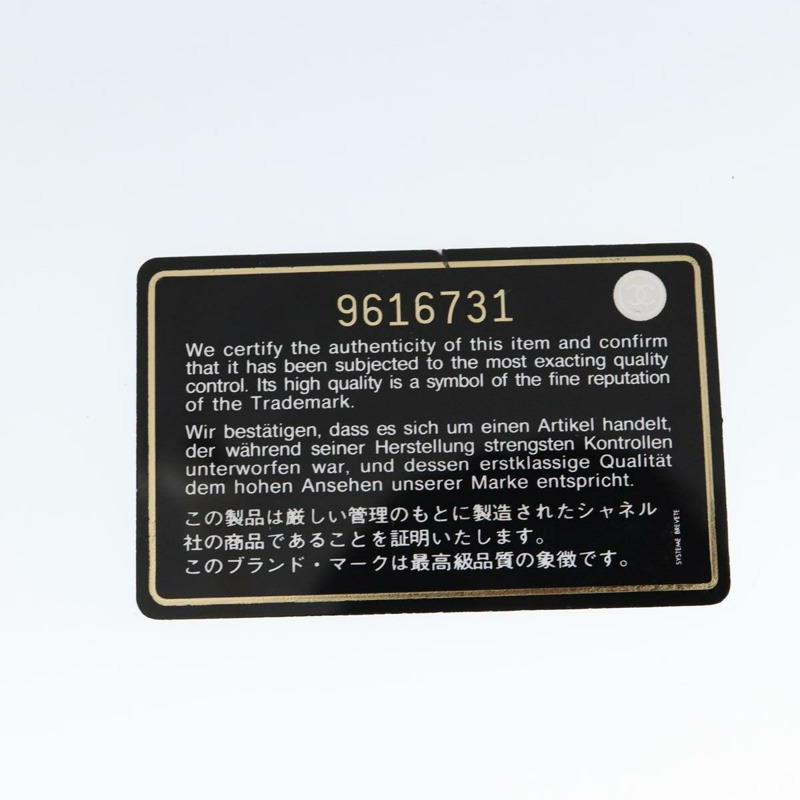 9616731
We certify the authenticity of this item and confirm
that it has been subjected to the most exacting quality
control. Its high quality is a symbol of the fine reputation
of the Trademark.
Wir bestätigen, dass es sich um einen Artikel handelt,
der während seiner Herstellung strengsten Kontrollen
unterworfen war, und dessen erstklassige Qualität
dem hohen Ansehen unserer Marke entspricht.
この製品は厳しい管理のもとに製造されたシャネル
社の商品であることを証明いたします。
このブランド・マークは最高級品質の象徴です。
SYSTEME BREVETE